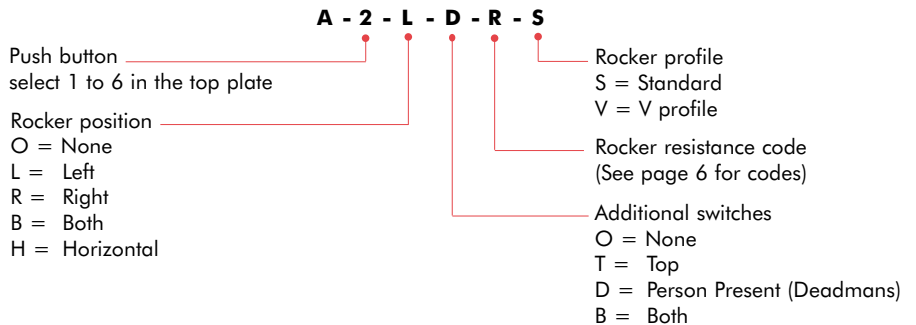 A - 2 - L - D - R - S
Push button
select 1 to 6 in the top plate
Rocker position
O = None
L = Left
R = Right
B = Both
H = Horizontal
Rocker profile
S = Standard
V = V profile
Rocker resistance code
(See page 6 for codes)
Additional switches
O = None
T = Top
D = Person Present (Deadmans)
B = Both